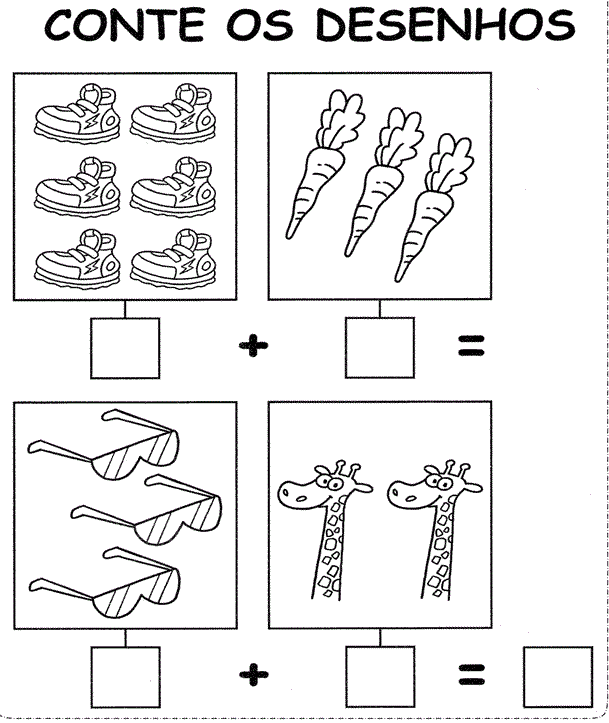 CONTE OS DESENHOS
+ =
+ =